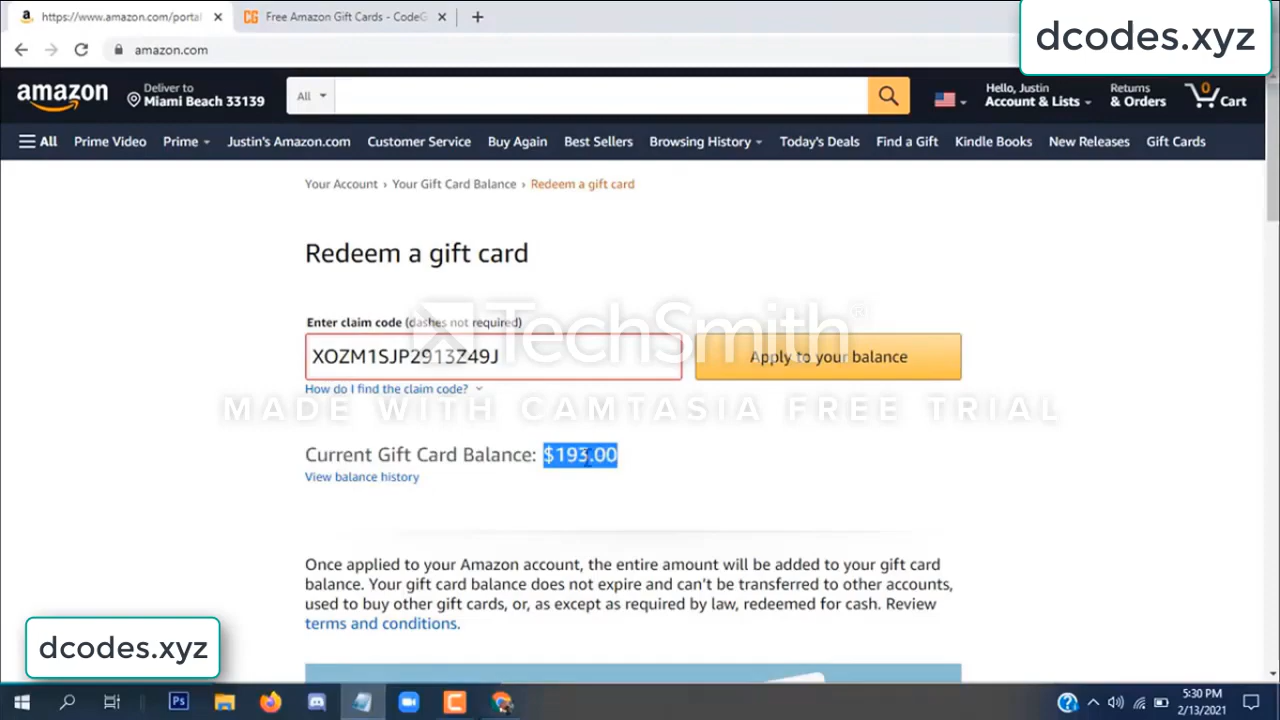 https://www.amazon.com/portal
Free Amazon Gift Cards - CodeG
dcodes.xyz
amazon.com
amazon
Deliver to
Miami Beach 33139
All
Hello, Justin
Account & Lists
Returns
& Orders
0
Cart
All
Prime Video
Prime
Justin's Amazon.com
Customer Service
Buy Again
Best Sellers
Browsing History
Today's Deals
Find a Gift
Kindle Books
New Releases
Gift Cards
Your Account › Your Gift Card Balance › Redeem a gift card
Redeem a gift card
Enter claim code (dashes not required)
XOZM1SJP2913Z49J
Apply to your balance
How do I find the claim code?
TechSmith®
MADE WITH CAMTASIA FREE TRIAL
Current Gift Card Balance: $193.00
View balance history
Once applied to your Amazon account, the entire amount will be added to your gift card
balance. Your gift card balance does not expire and can't be transferred to other accounts,
used to buy other gift cards, or, as except as required by law, redeemed for cash. Review
terms and conditions.
dcodes.xyz
Ps
5:30 PM
2/13/2021